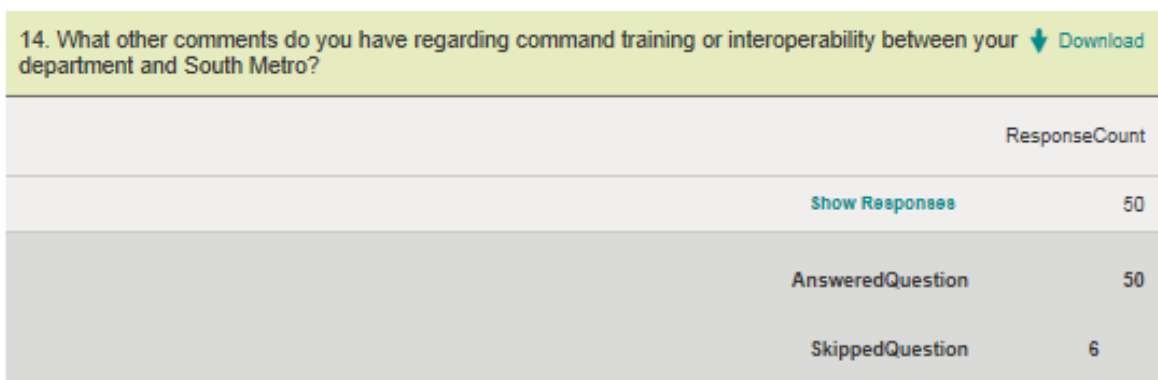 14. What other comments do you have regarding command training or interoperability between your Download
department and South Metro?
ResponseCount
Show Responses 50
AnsweredQuestion 50
SkippedQuestion 6